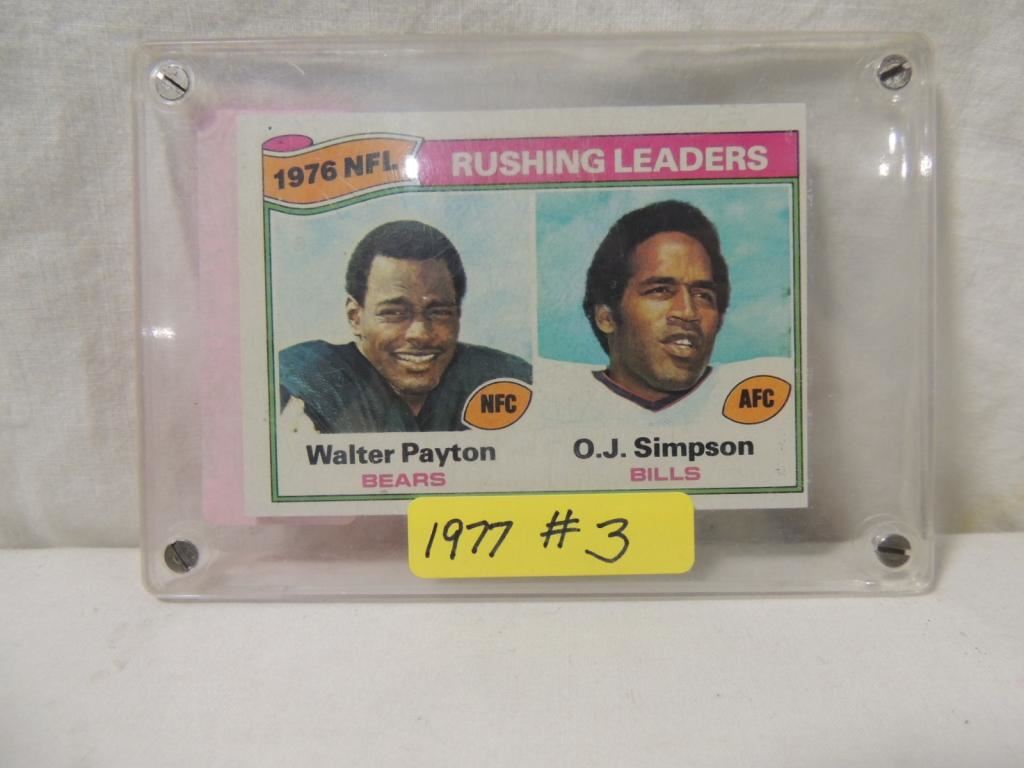 1976 NFL RUSHING LEADERS
NFC
AFC
Walter Payton
BEARS
O.J. Simpson
BILLS
1977 #3